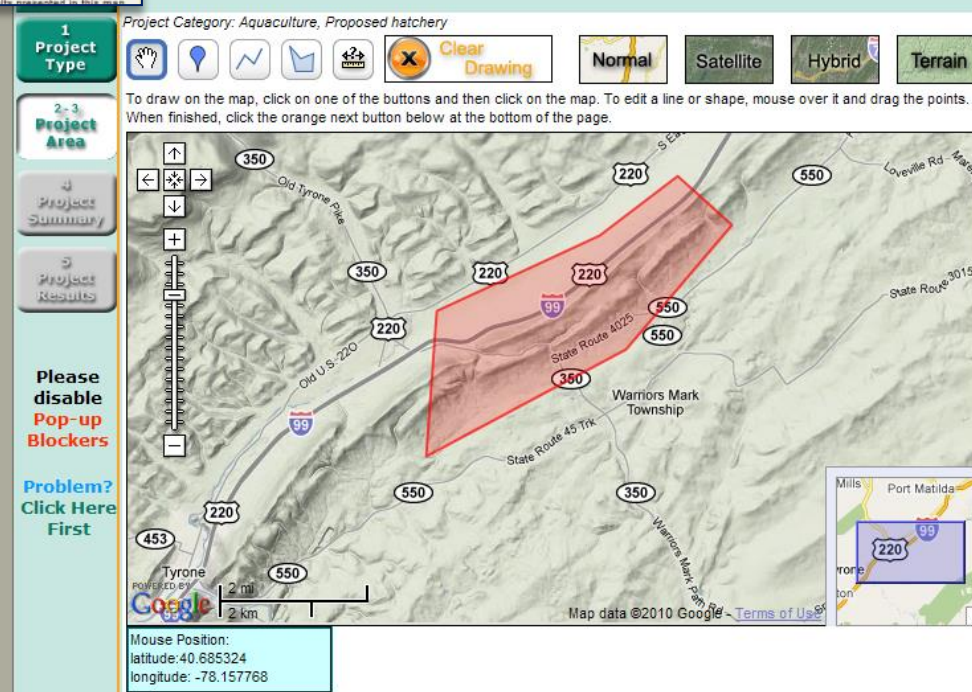 Project Category: Aquaculture, Proposed hatchery
1
Project
Type
2-3
Project
Area
4
Project
Summary
5
Project
Results
Please
disable
Pop-up
Blockers
Problem?
Click Here
First
Clear
Drawing
Normal
Satellite
Hybrid
Terrain
To draw on the map, click on one of the buttons and then click on the map. To edit a line or shape, mouse over it and drag the points.
When finished, click the orange next button below at the bottom of the page.
350
Old Tyrone Pike
220
550
Loveville Rd
350
220
220
State Route 3015
99
550
220
State Route 4025
550
Old U.S. 220
350
Warriors Mark
Township
99
State Route 45 Trk
550
350
220
453
Warriors Mark Path Rd
Tyrone
550
POWERED BY
Google
2 mi
2 km
Map data ©2010 Google - Terms of Use
Mills
Port Matilda
99
220
Mouse Position:
latitude:40.685324
longitude: -78.157768